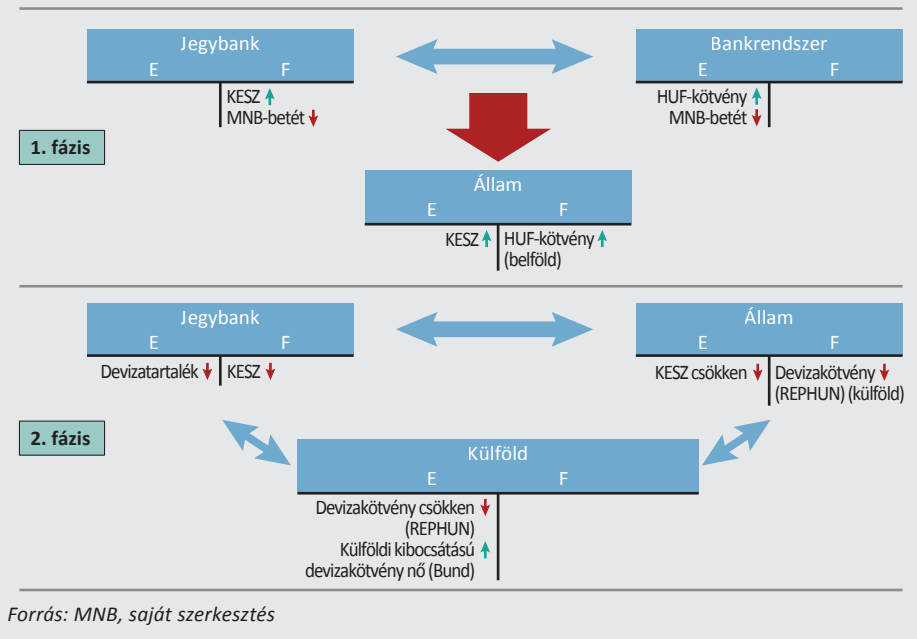 Jegybank
E F
KESZ
MNB-betét
Bankrendszer
E F
HUF-kötvény
MNB-betét
1. fázis
Állam
E F
KESZ
HUF-kötvény
(belföld)
Jegybank
E F
Devizatartalék
KESZ
Állam
E F
KESZ csökken
Devizakötvény
(REPHUN) (külföld)
2. fázis
Külföld
E F
Devizakötvény csökken
(REPHUN)
Külföldi kibocsátású
devizakötvény nő (Bund)
Forrás: MNB, saját szerkesztés